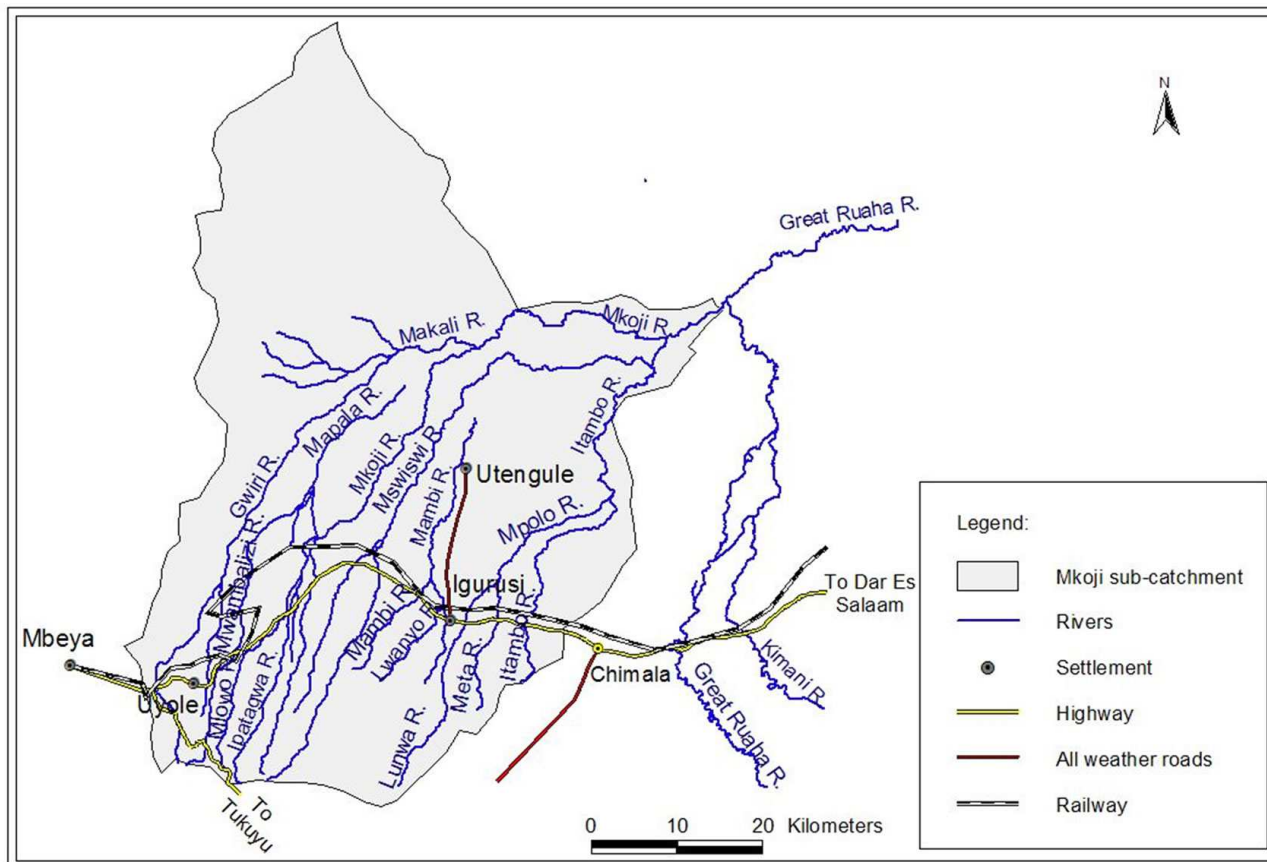 N
Great Ruaha R.
Makali R.
Mkoji R.
Mapala R.
Itambo R.
Gwiri R.
Mkoji R.
Mswiswi R.
Mambi R.
Utengule
Mpolo R.
Mwambalizi R.
Igurusi
To Dar Es
Salaam
Mambi R.
Lwanyo R.
Itambo R.
Mbeya
Uyole
Mlowo R.
Ipatagwa R.
Meta R.
Chimala
Kimani R.
Great Ruaha R.
Lunwa R.
To
Tukuyu
0 10 20 Kilometers
Legend:
Mkoji sub-catchment
Rivers
Settlement
Highway
All weather roads
Railway